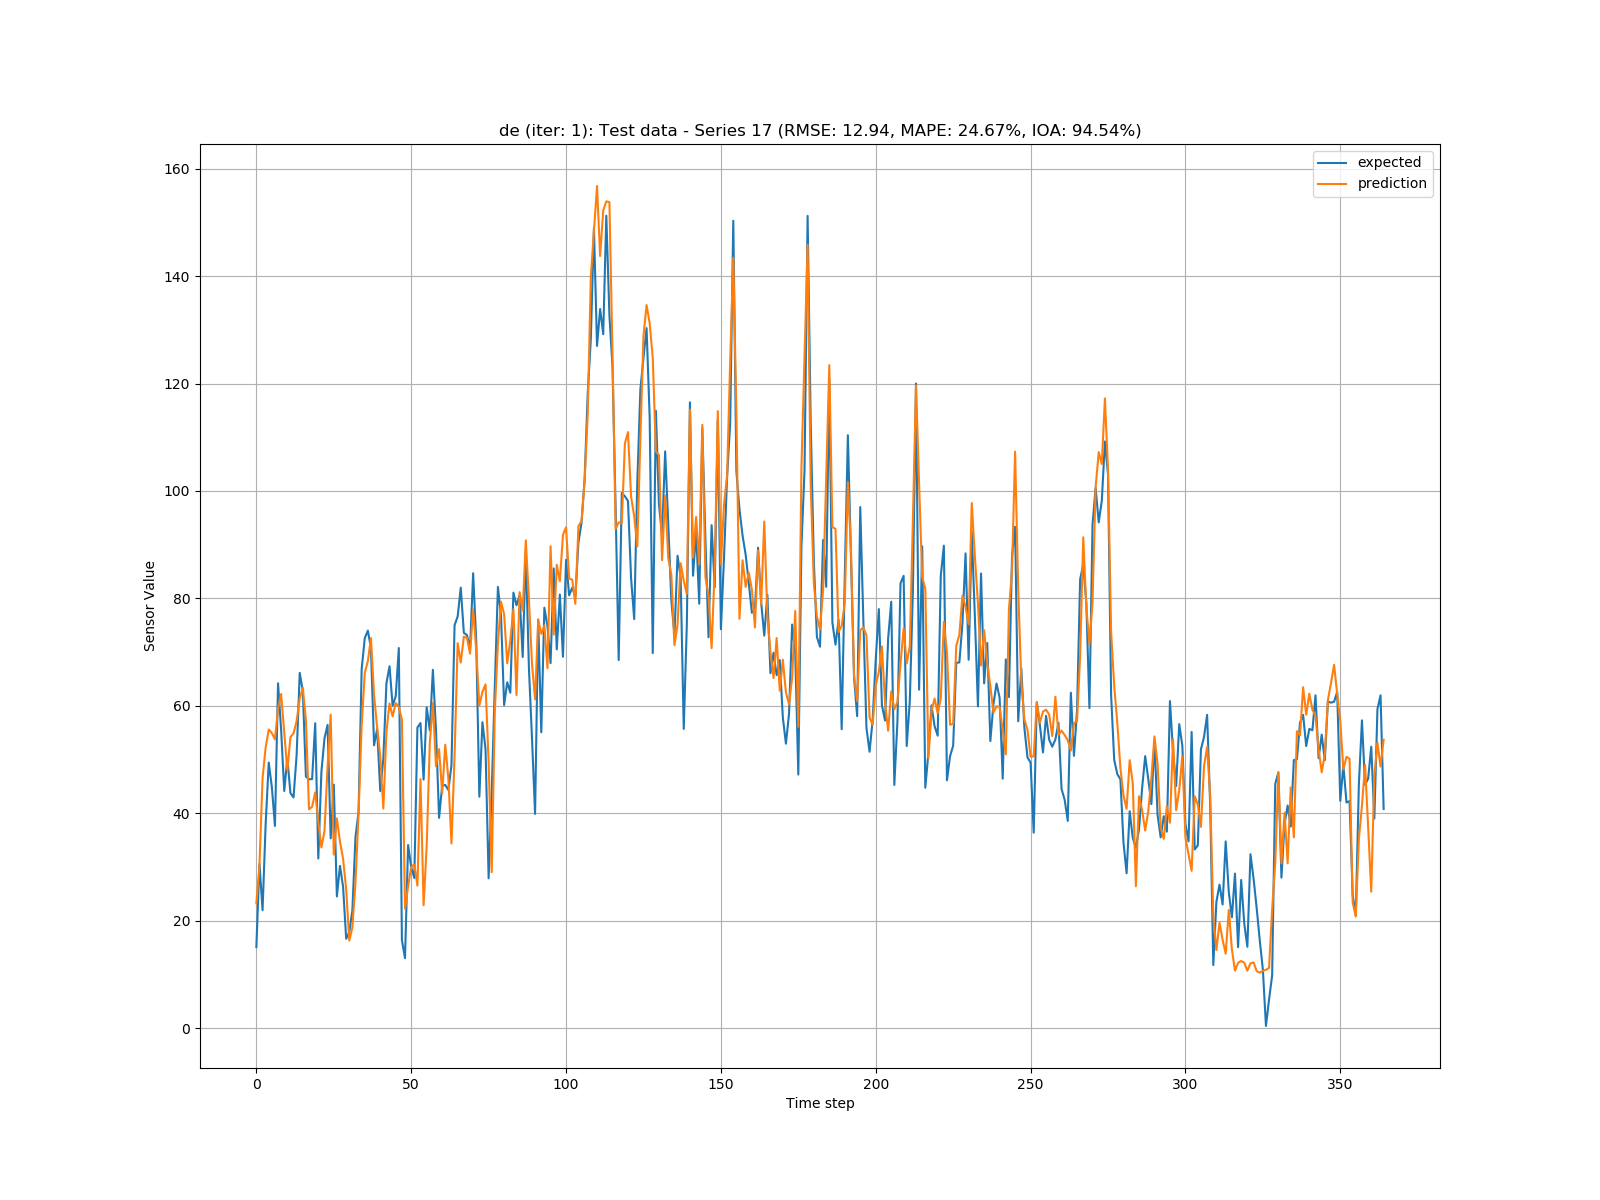 de (iter: 1): Test data - Series 17 (RMSE: 12.94, MAPE: 24.67%, IOA: 94.54%)
expected
prediction
Sensor Value
160
140
120
100
80
60
40
20
0
0 50 100 150 200 250 300 350
Time step